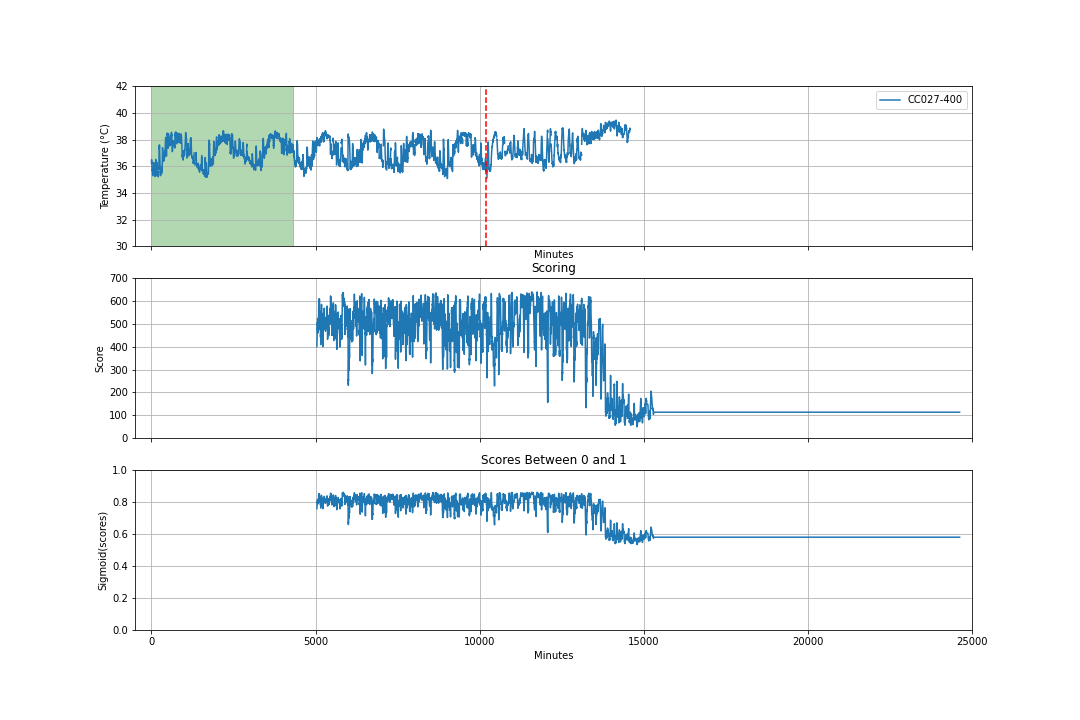 42
40
38
36
34
32
30
Temperature (°C)
CC027-400
Minutes
Scoring
700
600
500
400
300
200
100
0
Score
Scores Between 0 and 1
1.0
0.8
0.6
0.4
0.2
0.0
Sigmoid(scores)
0 5000 10000 15000 20000 25000
Minutes